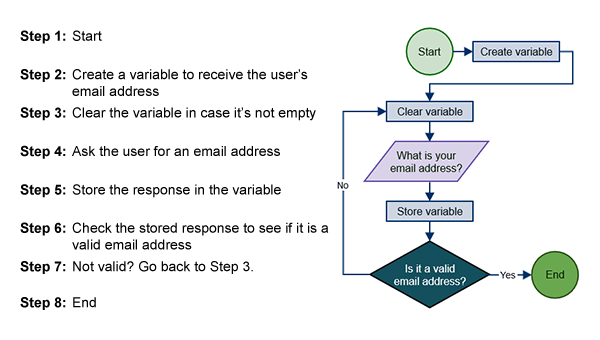 Step 1: Start
Step 2: Create a variable to receive the user's
email address
Step 3: Clear the variable in case it's not empty
Step 4: Ask the user for an email address
Step 5: Store the response in the variable
Step 6: Check the stored response to see if it is a
valid email address
Step 7: Not valid? Go back to Step 3.
Step 8: End
Start
Create variable
Clear variable
What is your
email address?
No
Store variable
Is it a valid
email address?
Yes
End